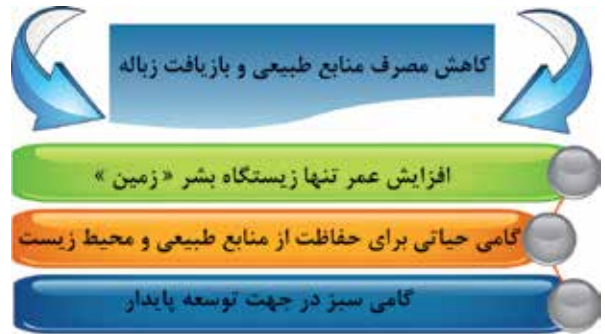 کاهش مصرف منابع طبیعی و بازیافت زباله
افزایش عمر تنها زیستگاه بشر « زمین »
گامی حیاتی برای حفاظت از منابع طبیعی و محیط زیست
گامی سبز در جهت توسعه پایدار